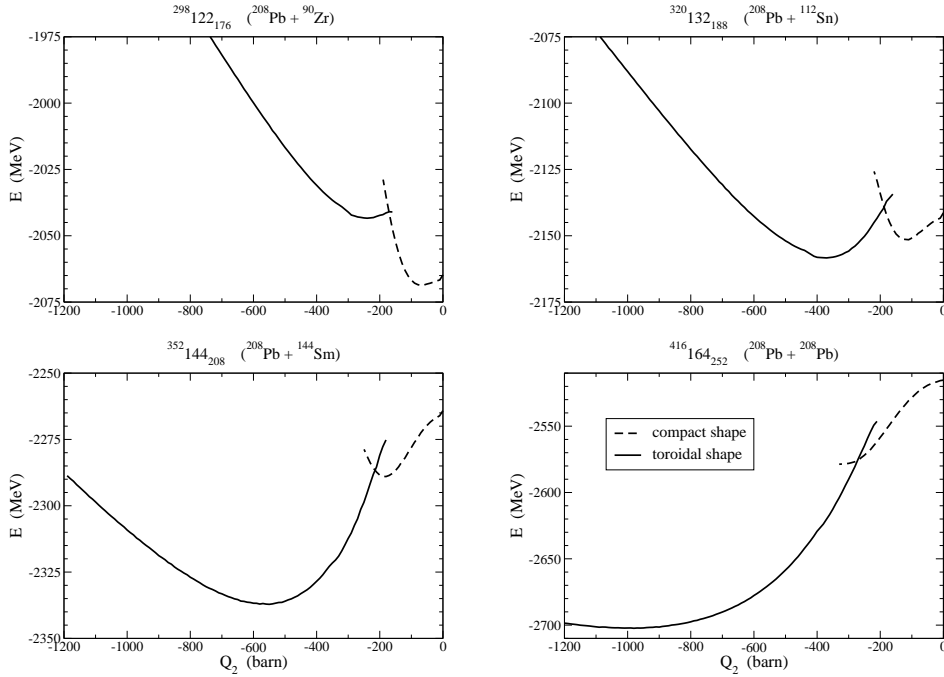 ²⁹⁸122₁₇₆ (²⁰⁸Pb + ⁹⁰Zr)
E (MeV)
-1975
-2000
-2025
-2050
-2075
-1200 -1000 -800 -600 -400 -200 0
³²⁰132₁₈₈ (²⁰⁸Pb + ¹¹²Sn)
E (MeV)
-2075
-2100
-2125
-2150
-2175
-1200 -1000 -800 -600 -400 -200 0
³⁵²144₂₀₈ (²⁰⁸Pb + ¹⁴⁴Sm)
E (MeV)
-2250
-2275
-2300
-2325
-2350
-1200 -1000 -800 -600 -400 -200 0
Q₂ (barn)
⁴¹⁶164₂₅₂ (²⁰⁸Pb + ²⁰⁸Pb)
E (MeV)
-2550
-2600
-2650
-2700
compact shape
toroidal shape
-1200 -1000 -800 -600 -400 -200 0
Q₂ (barn)